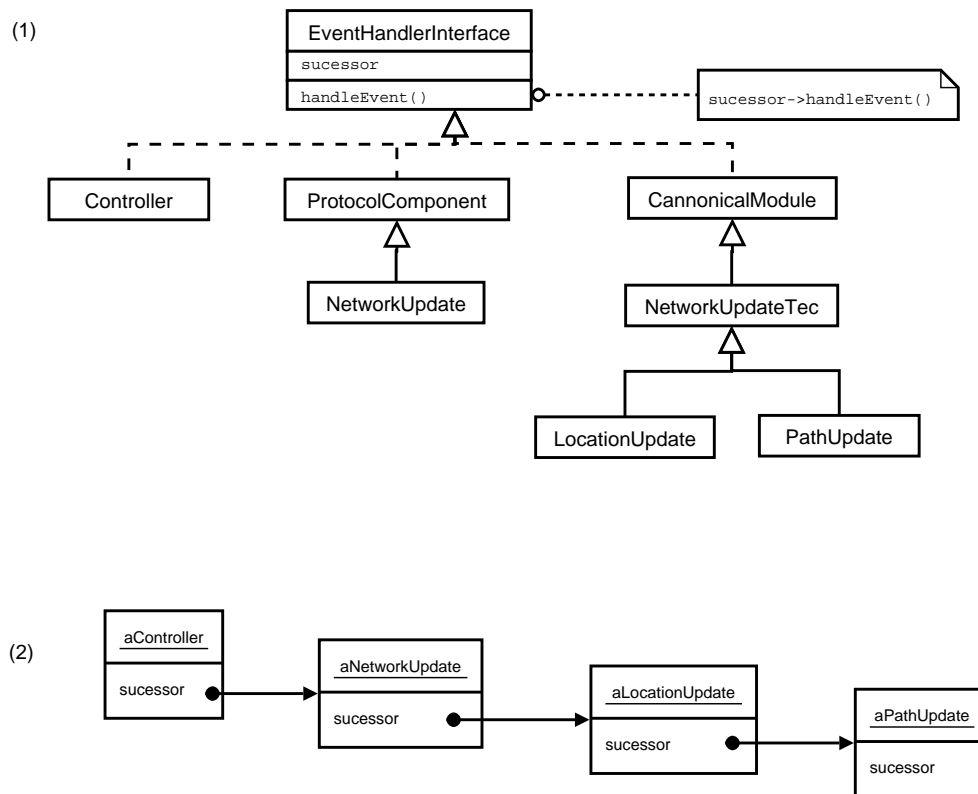 (1)
EventHandlerInterface
sucessor
handleEvent()
sucessor->handleEvent()
Controller
ProtocolComponent
CannonicalModule
NetworkUpdate
NetworkUpdateTec
LocationUpdate
PathUpdate
(2)
aController
sucessor
aNetworkUpdate
sucessor
aLocationUpdate
sucessor
aPathUpdate
sucessor